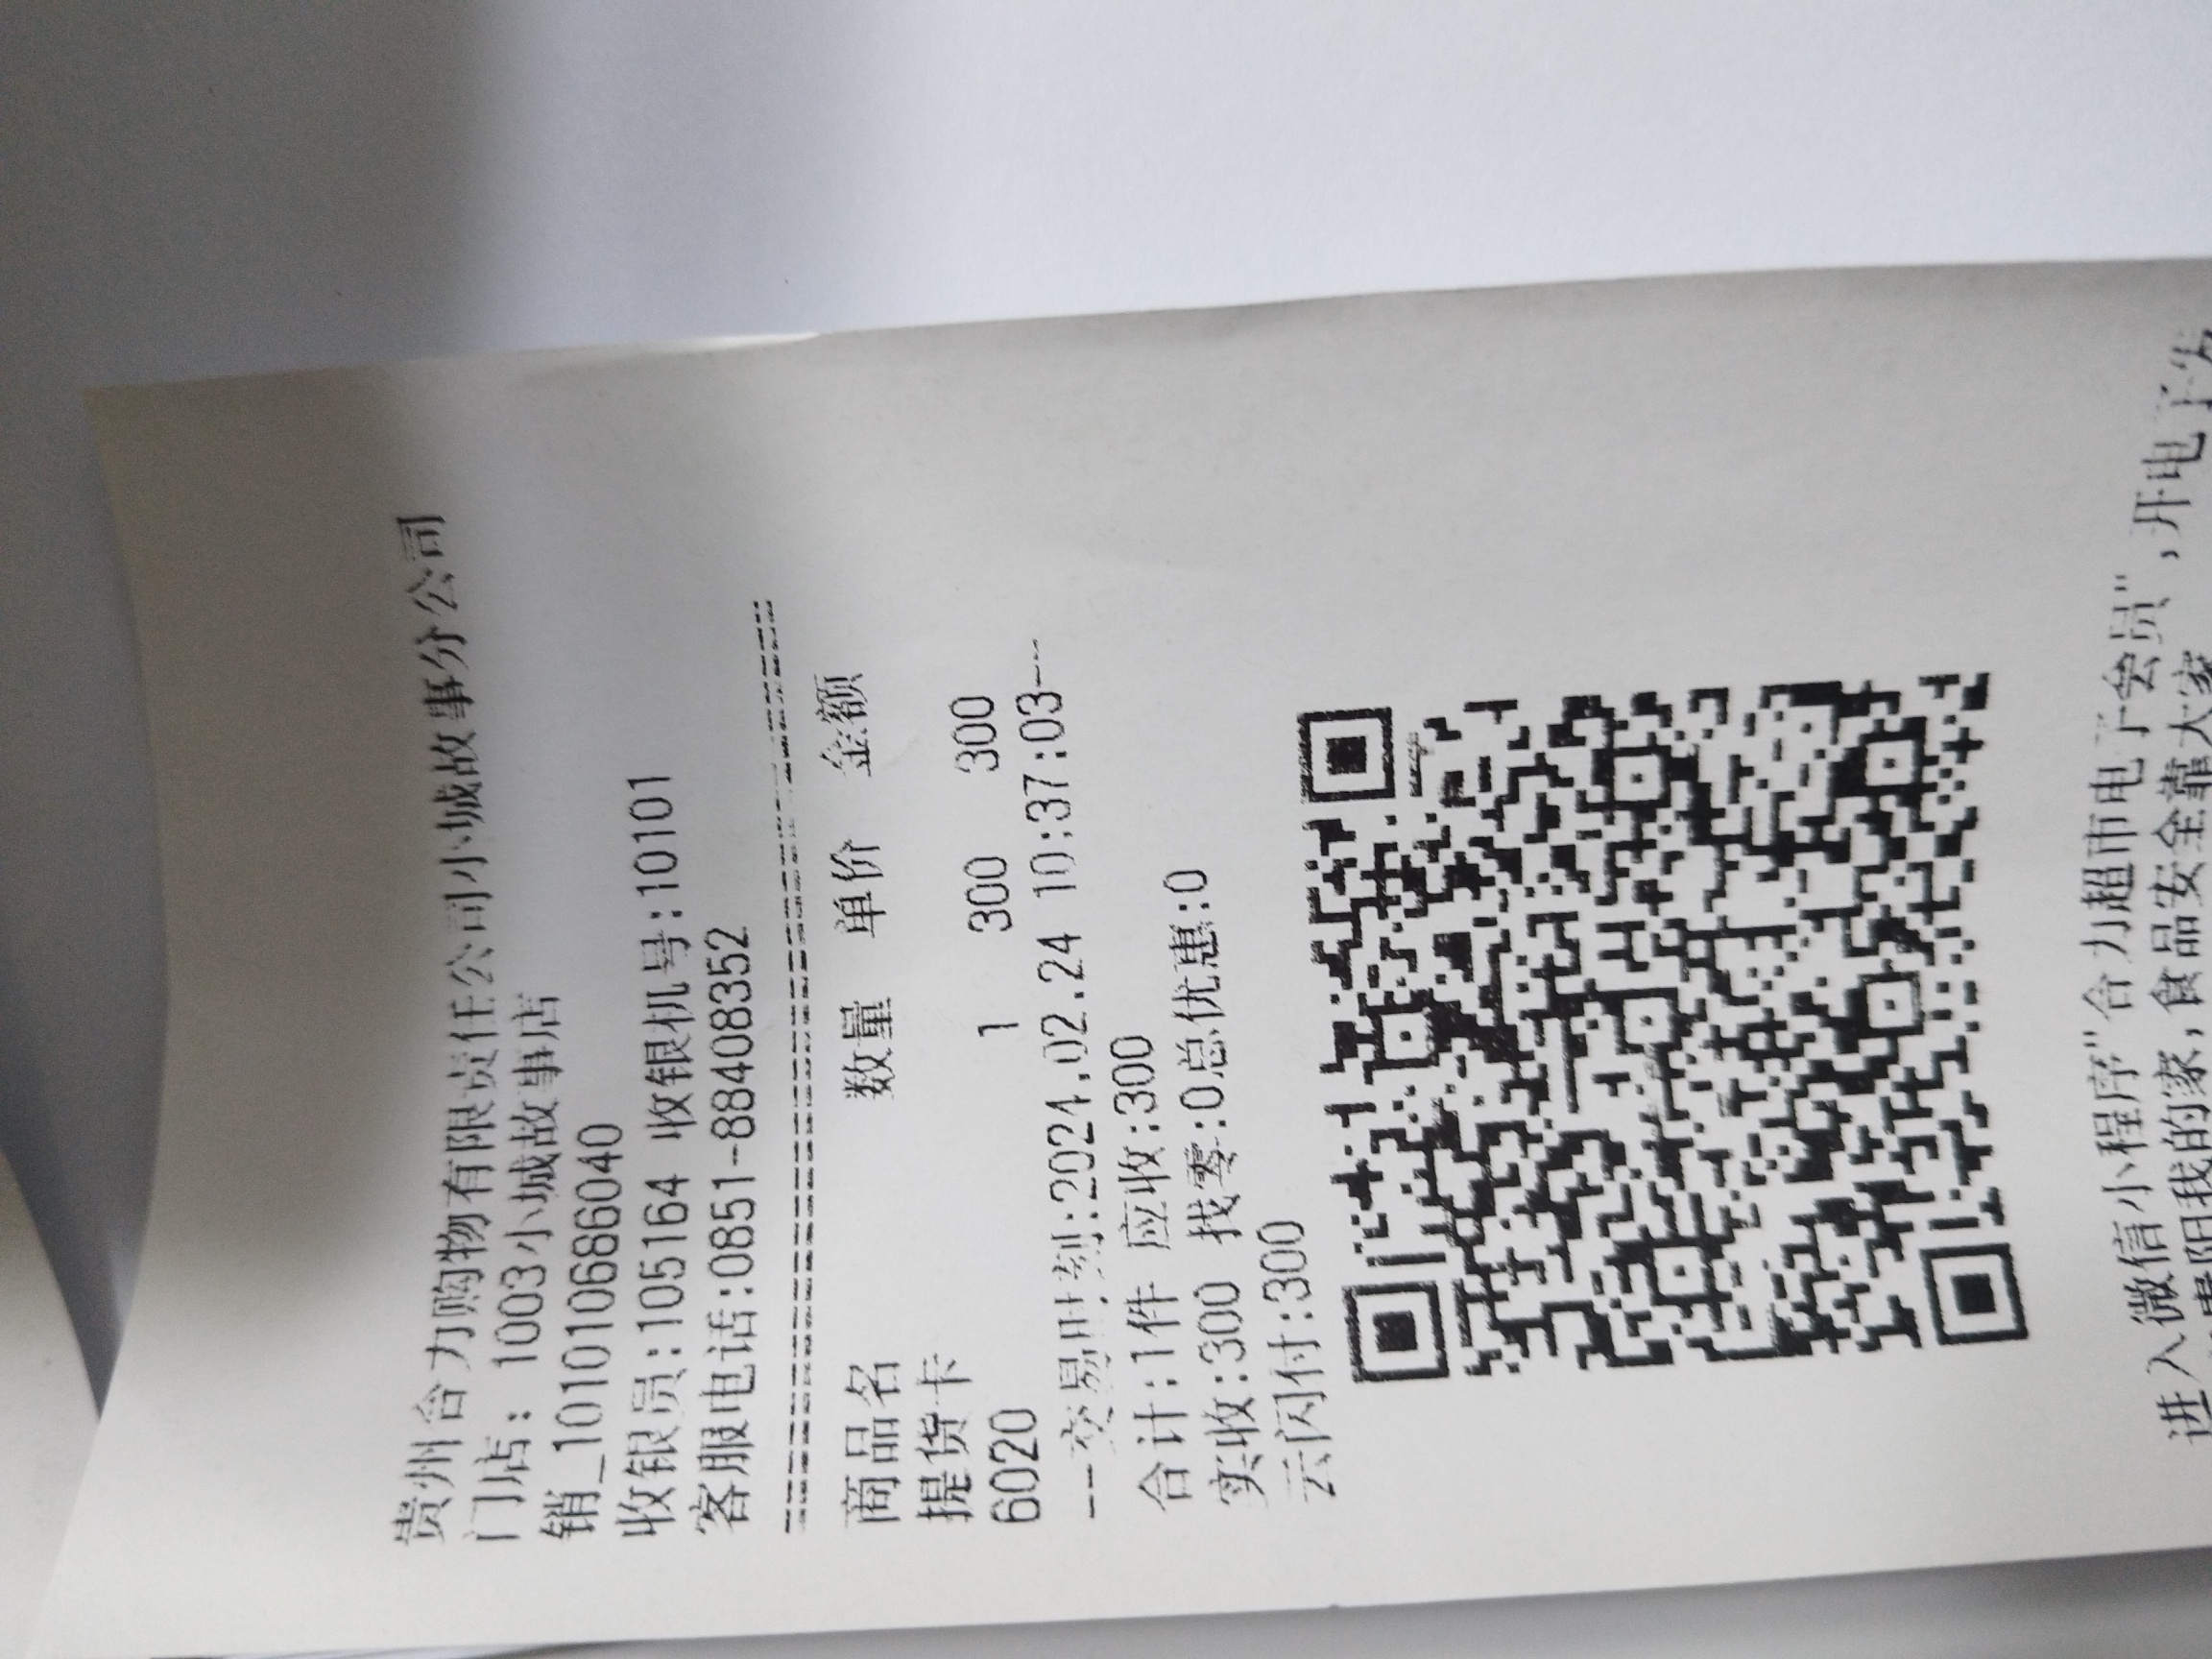 贵州合力购物有限责任公司小城故事分公司
门店: 1003小城故事店
销_10101010686040
收银员:105164 收银机号:10101
客服电话:0851-88408352
商品名 数量 单价 金额
提货卡
6020 1 300 300
--交易时刻:2024.02.24 10:37:03--
合计:1件 应收:300
实收:300 找零:0总优惠:0
云闪付:300
进入微信小程序"合力超市电子会员",开电子发
贵阳我的家,食品安全靠大家